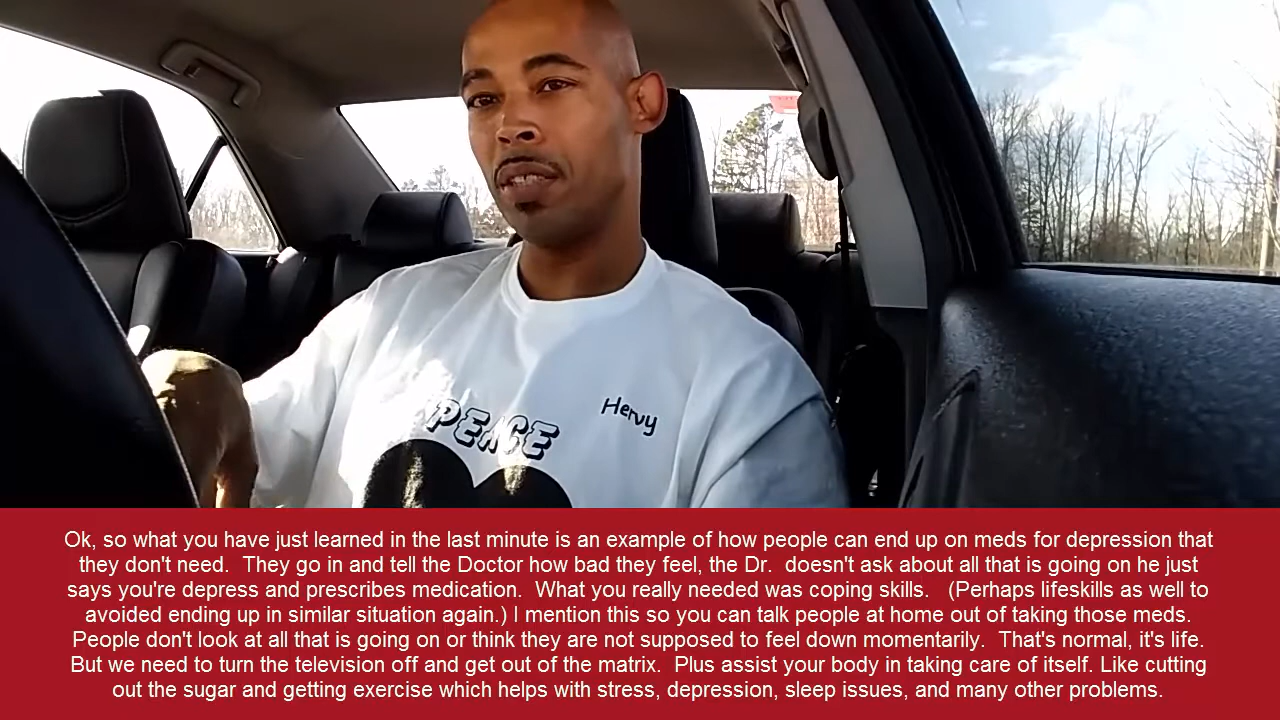 PEACE
Hervy
Ok, so what you have just learned in the last minute is an example of how people can end up on meds for depression that
they don't need.  They go in and tell the Doctor how bad they feel, the Dr.  doesn't ask about all that is going on he just
says you're depress and prescribes medication.  What you really needed was coping skills.   (Perhaps lifeskills as well to
avoided ending up in similar situation again.) I mention this so you can talk people at home out of taking those meds.
People don't look at all that is going on or think they are not supposed to feel down momentarily.  That's normal, it's life.
But we need to turn the television off and get out of the matrix.  Plus assist your body in taking care of itself. Like cutting
out the sugar and getting exercise which helps with stress, depression, sleep issues, and many other problems.